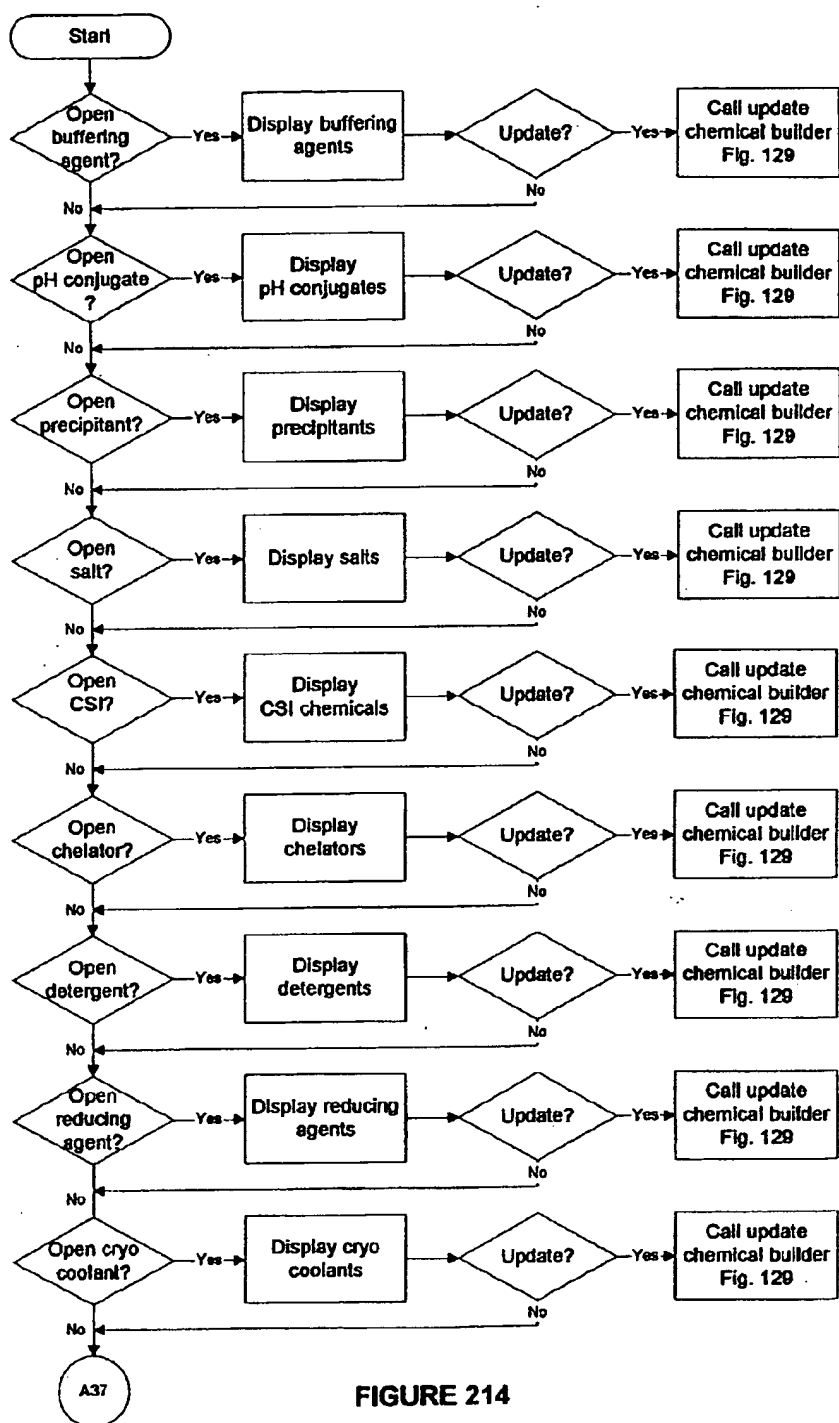 Start
Open
buffering
agent?
Yes
Display buffering
agents
Update?
Yes
Call update
chemical builder
Fig. 129
No
No
Open
pH conjugate
?
Yes
Display
pH conjugates
Update?
Yes
Call update
chemical builder
Fig. 129
No
No
Open
precipitant?
Yes
Display
precipitants
Update?
Yes
Call update
chemical builder
Fig. 129
No
No
Open
salt?
Yes
Display salts
Update?
Yes
Call update
chemical builder
Fig. 129
No
No
Open
CSI?
Yes
Display
CSI chemicals
Update?
Yes
Call update
chemical builder
Fig. 129
No
No
Open
chelator?
Yes
Display
chelators
Update?
Yes
Call update
chemical builder
Fig. 129
No
No
Open
detergent?
Yes
Display
detergents
Update?
Yes
Call update
chemical builder
Fig. 129
No
No
Open
reducing
agent?
Yes
Display reducing
agents
Update?
Yes
Call update
chemical builder
Fig. 129
No
No
Open cryo
coolant?
Yes
Display cryo
coolants
Update?
Yes
Call update
chemical builder
Fig. 129
No
No
A37
FIGURE 214